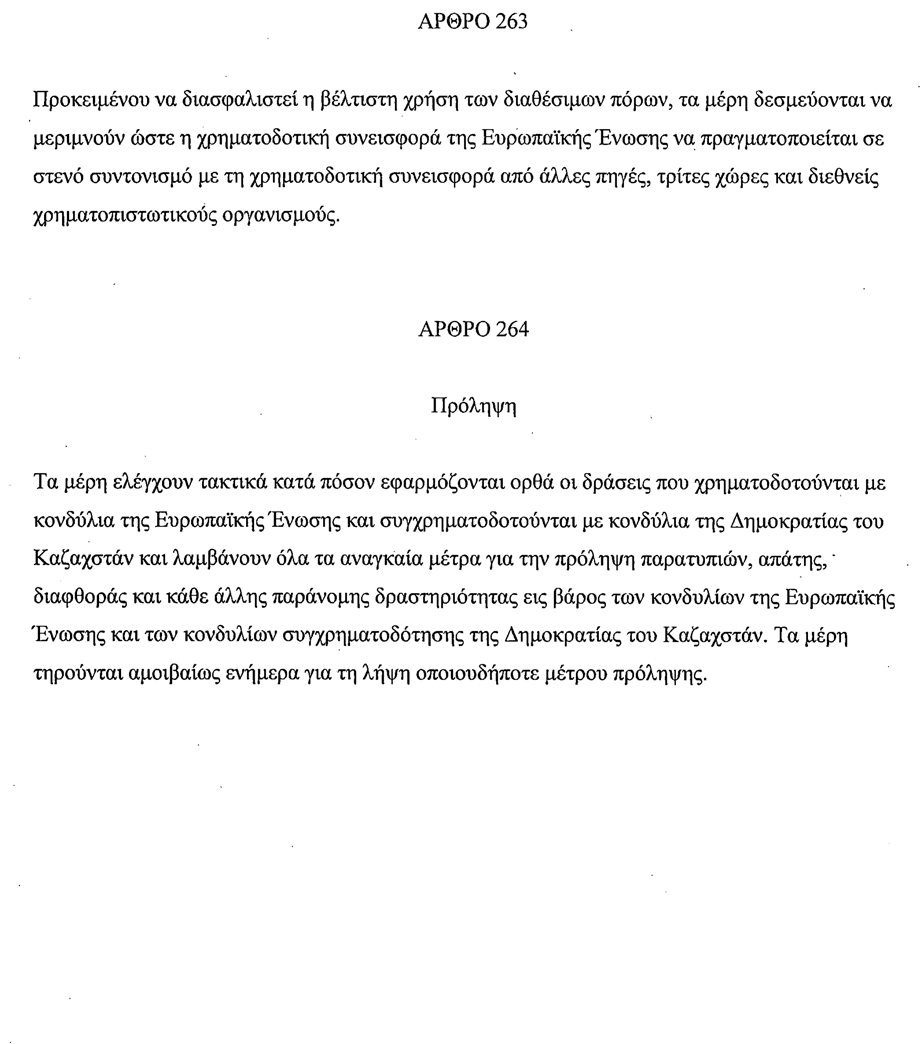 ΑΡΘΡΟ 263
Προκειμένου να διασφαλιστεί η βέλτιστη χρήση των διαθέσιμων πόρων, τα μέρη δεσμεύονται να
μεριμνούν ώστε η χρηματοδοτική συνεισφορά της Ευρωπαϊκής Ένωσης να πραγματοποιείται σε
στενό συντονισμό με τη χρηματοδοτική συνεισφορά από άλλες πηγές, τρίτες χώρες και διεθνείς
χρηματοπιστωτικούς οργανισμούς.
ΑΡΘΡΟ 264
Πρόληψη
Τα μέρη ελέγχουν τακτικά κατά πόσον εφαρμόζονται ορθά οι δράσεις που χρηματοδοτούνται με
κονδύλια της Ευρωπαϊκής Ένωσης και συγχρηματοδοτούνται με κονδύλια της Δημοκρατίας του
Καζαχστάν και λαμβάνουν όλα τα αναγκαία μέτρα για την πρόληψη παρατυπιών, απάτης,
διαφθοράς και κάθε άλλης παράνομης δραστηριότητας εις βάρος των κονδυλίων της Ευρωπαϊκής
Ένωσης και των κονδυλίων συγχρηματοδότησης της Δημοκρατίας του Καζαχστάν. Τα μέρη
τηρούνται αμοιβαίως ενήμερα για τη λήψη οποιουδήποτε μέτρου πρόληψης.